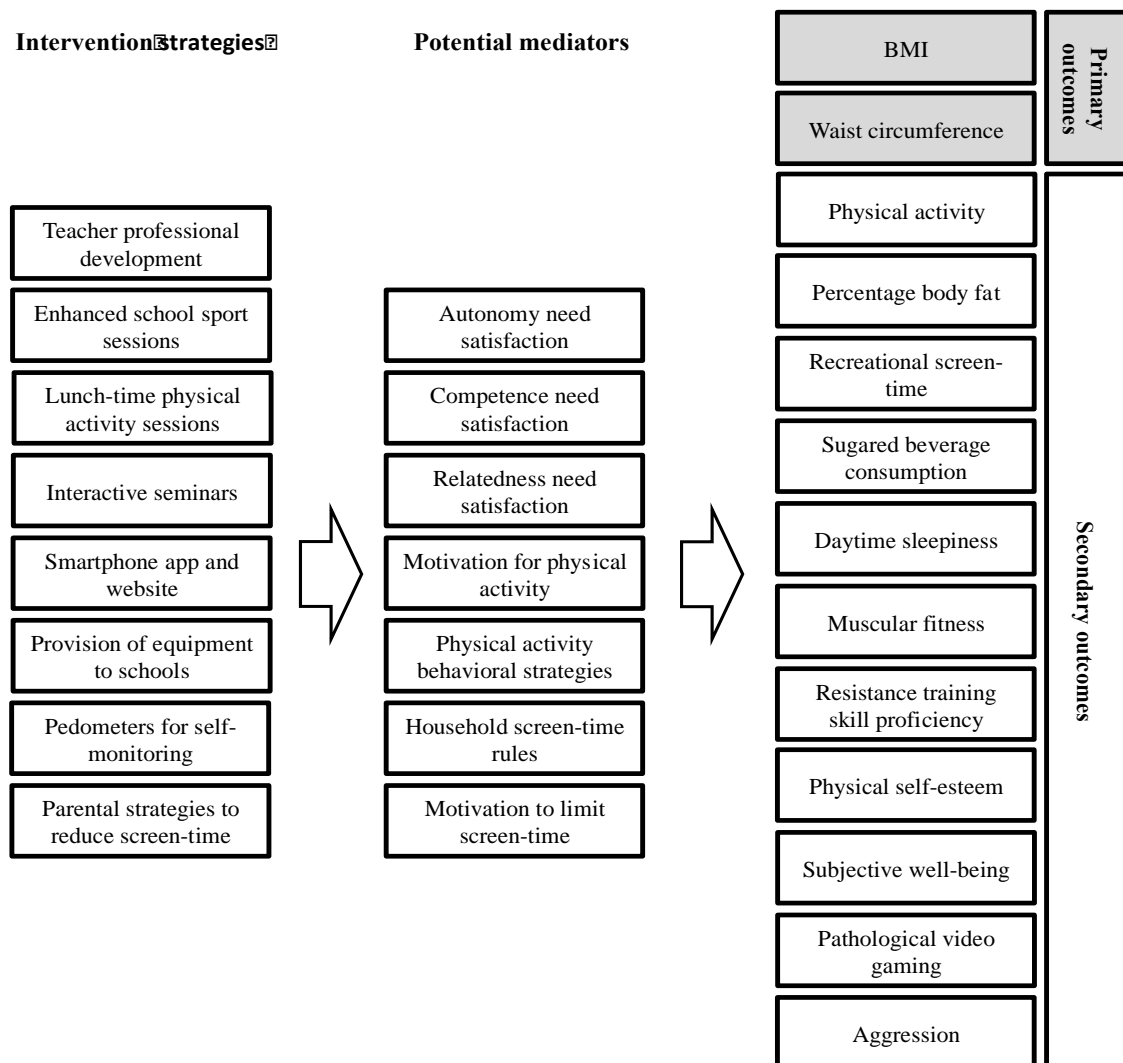 Intervention strategies
Teacher professional
development
Enhanced school sport
sessions
Lunch-time physical
activity sessions
Interactive seminars
Smartphone app and
website
Provision of equipment
to schools
Pedometers for self-
monitoring
Parental strategies to
reduce screen-time
Potential mediators
Autonomy need
satisfaction
Competence need
satisfaction
Relatedness need
satisfaction
Motivation for physical
activity
Physical activity
behavioral strategies
Household screen-time
rules
Motivation to limit
screen-time
BMI
Waist circumference
Physical activity
Percentage body fat
Recreational screen-
time
Sugared beverage
consumption
Daytime sleepiness
Muscular fitness
Resistance training
skill proficiency
Physical self-esteem
Subjective well-being
Pathological video
gaming
Aggression
Primary
outcomes
Secondary outcomes